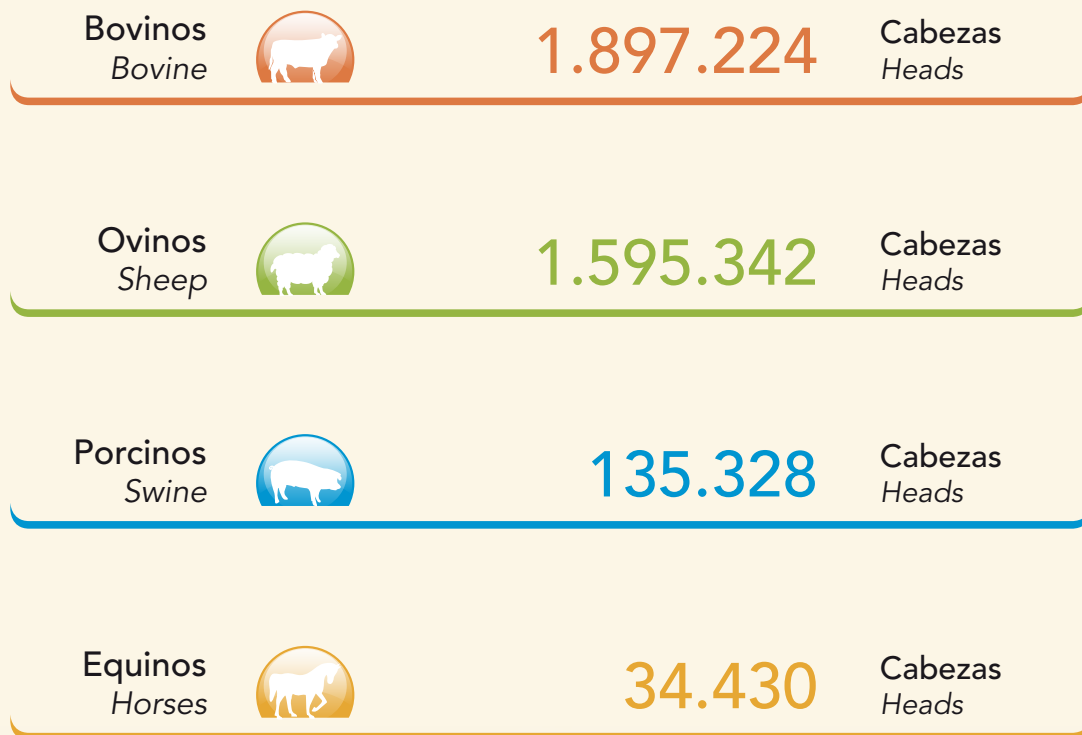 Bovinos
Bovine
1.897.224
Cabezas
Heads
Ovinos
Sheep
1.595.342
Cabezas
Heads
Porcinos
Swine
135.328
Cabezas
Heads
Equinos
Horses
34.430
Cabezas
Heads